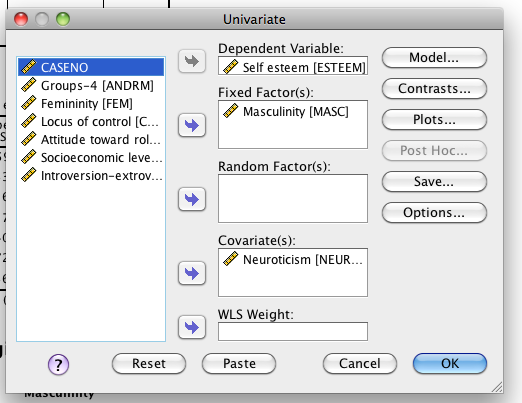 Univariate
CASENO
Groups-4 [ANDRM]
Femininity [FEM]
Locus of control [C...
Attitude toward rol...
Socioeconomic leve...
Introversion-extrov...
Dependent Variable:
Self esteem [ESTEEM]
Fixed Factor(s):
Masculinity [MASC]
Random Factor(s):
Covariate(s):
Neuroticism [NEUR...
WLS Weight:
Model...
Contrasts...
Plots...
Post Hoc...
Save...
Options...
?
Reset
Paste
Cancel
OK
Masculinity